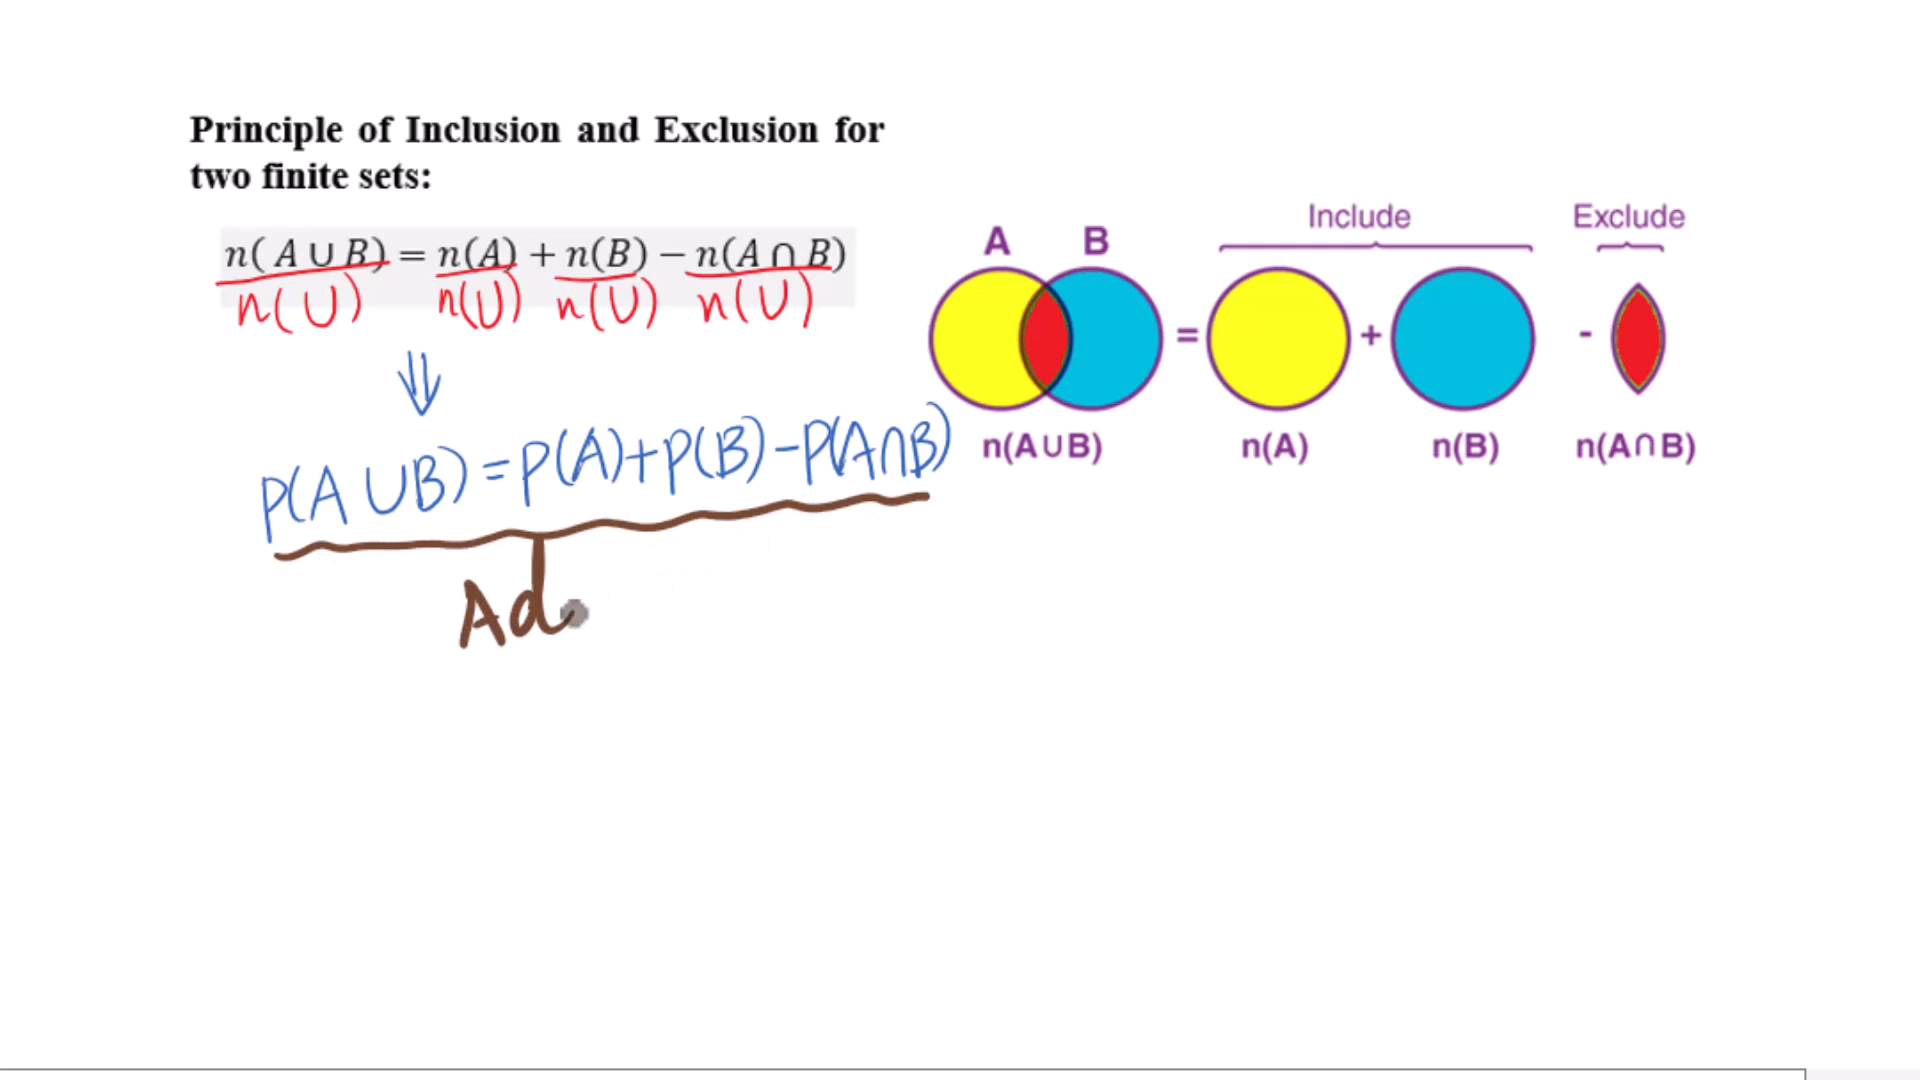 Principle of Inclusion and Exclusion for
two finite sets:
n( A ∪ B) = n(A) + n(B) − n(A ∩ B)
n(U) n(U) n(U) n(U)
P(A ∪ B) = P(A) + P(B) - P(A ∩ B)
Ad
Include Exclude
A B
= + -
n(A∪B) n(A) n(B) n(A∩B)